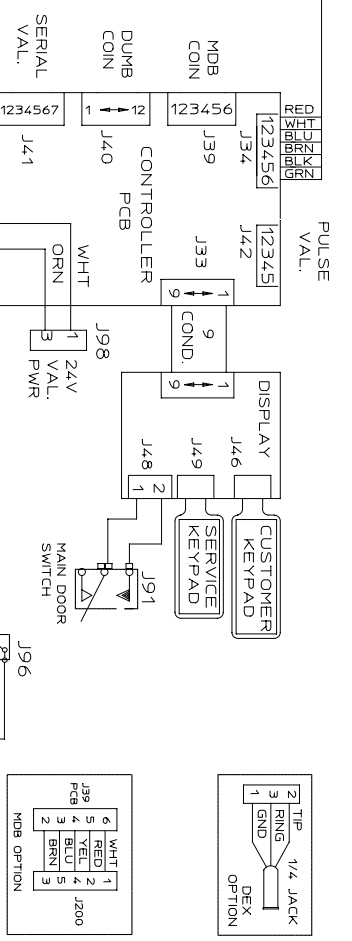 SERIAL
VAL.
DUMB
COIN
MDB
COIN
1234567
1 12
123456
J41
J40
J39
J34
123456
RED
WHT
BLU
BRN
BLK
GRN
PULSE
VAL.
J42
12345
CONTROLLER
PCB
J33
9 1
WHT
ORN
3 1
J98
24V
VAL.
PWR
9
COND.
9 1
DISPLAY
J48
J49
J46
1 2
SERVICE
KEYPAD
CUSTOMER
KEYPAD
J91
MAIN DOOR
SWITCH
J96
J39
PCB
2 3 4 5 6
BRN
BLU
YEL
RED
WHT
3 5 4 2 1
J200
MDB OPTION
1 3 2
TIP
RING
GND
1/4 JACK
DEX
OPTION